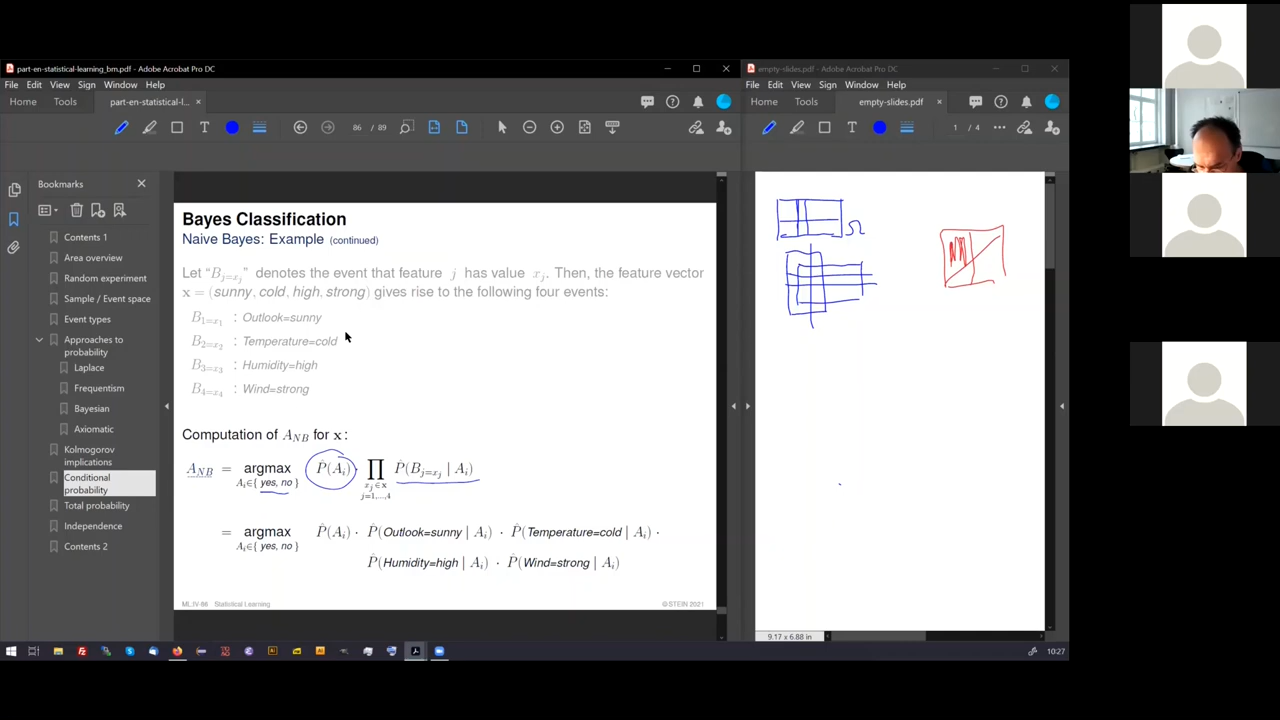 part-en-statistical-learning_bm.pdf - Adobe Acrobat Pro DC
File Edit View Sign Window Help
Home Tools part-en-statistical-l... ×
86 / 89
Bookmarks
Contents 1
Area overview
Random experiment
Sample / Event space
Event types
Approaches to
probability
Laplace
Frequentism
Bayesian
Axiomatic
Kolmogorov
implications
Conditional
probability
Total probability
Independence
Contents 2
Bayes Classification
Naive Bayes: Example (continued)
Let “B_{j=x_j}” denotes the event that feature j has value x_j. Then, the feature vector
x = (sunny, cold, high, strong) gives rise to the following four events:
B_{1=x_1} : Outlook=sunny
B_{2=x_2} : Temperature=cold
B_{3=x_3} : Humidity=high
B_{4=x_4} : Wind=strong
Computation of A_{NB} for x :
A_{NB} = argmax_{A_i∈{ yes, no }} P̂(A_i) · ∏_{x_j∈x, j=1,...,4} P̂(B_{j=x_j} | A_i)
= argmax_{A_i∈{ yes, no }} P̂(A_i) · P̂(Outlook=sunny | A_i) · P̂(Temperature=cold | A_i) ·
P̂(Humidity=high | A_i) · P̂(Wind=strong | A_i)
ML:IV-86 Statistical Learning © STEIN 2021
empty-slides.pdf - Adobe Acrobat Pro DC
File Edit View Sign Window Help
Home Tools empty-slides.pdf ×
1 / 4
Ω
9.17 x 6.88 in
10:27